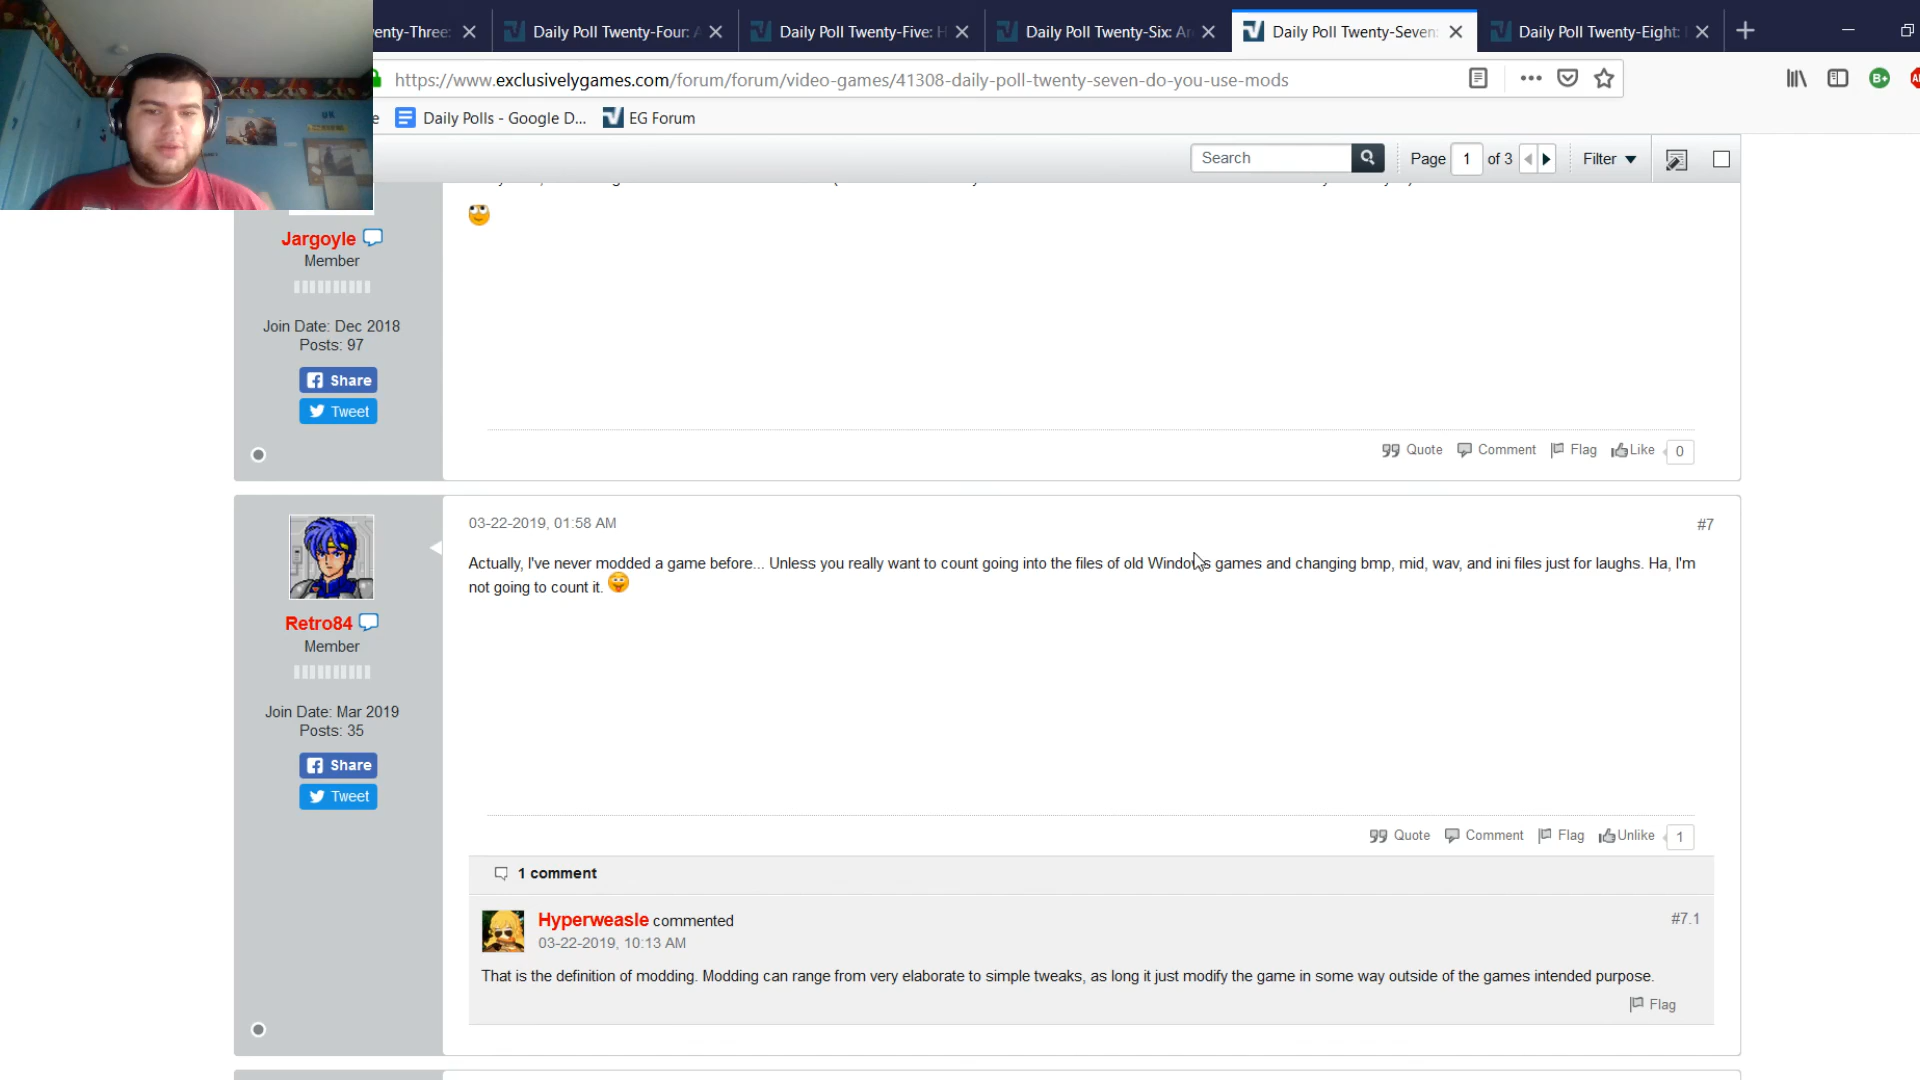 enty-Three:
Daily Poll Twenty-Four: A
Daily Poll Twenty-Five: H
Daily Poll Twenty-Six: Ar
Daily Poll Twenty-Seven:
Daily Poll Twenty-Eight:
https://www.exclusivelygames.com/forum/forum/video-games/41308-daily-poll-twenty-seven-do-you-use-mods
B+
e
Daily Polls - Google D...
EG Forum
Search
Page 1 of 3
Filter
Jargoyle
Member
Join Date: Dec 2018
Posts: 97
Share
Tweet
Quote
Comment
Flag
Like
0
03-22-2019, 01:58 AM
#7
Actually, I've never modded a game before... Unless you really want to count going into the files of old Windows games and changing bmp, mid, wav, and ini files just for laughs. Ha, I'm
not going to count it.
Retro84
Member
Join Date: Mar 2019
Posts: 35
Share
Tweet
Quote
Comment
Flag
Unlike
1
1 comment
Hyperweasle commented
#7.1
03-22-2019, 10:13 AM
That is the definition of modding. Modding can range from very elaborate to simple tweaks, as long it just modify the game in some way outside of the games intended purpose.
Flag